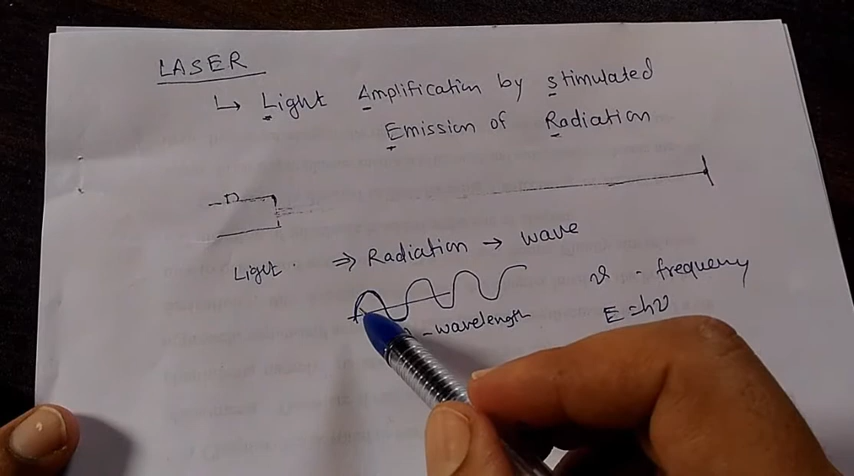 LASER
↳ Light Amplification by Stimulated
Emission of Radiation
Light ⇒ Radiation → wave
ν - frequency
- wavelength
E = hν